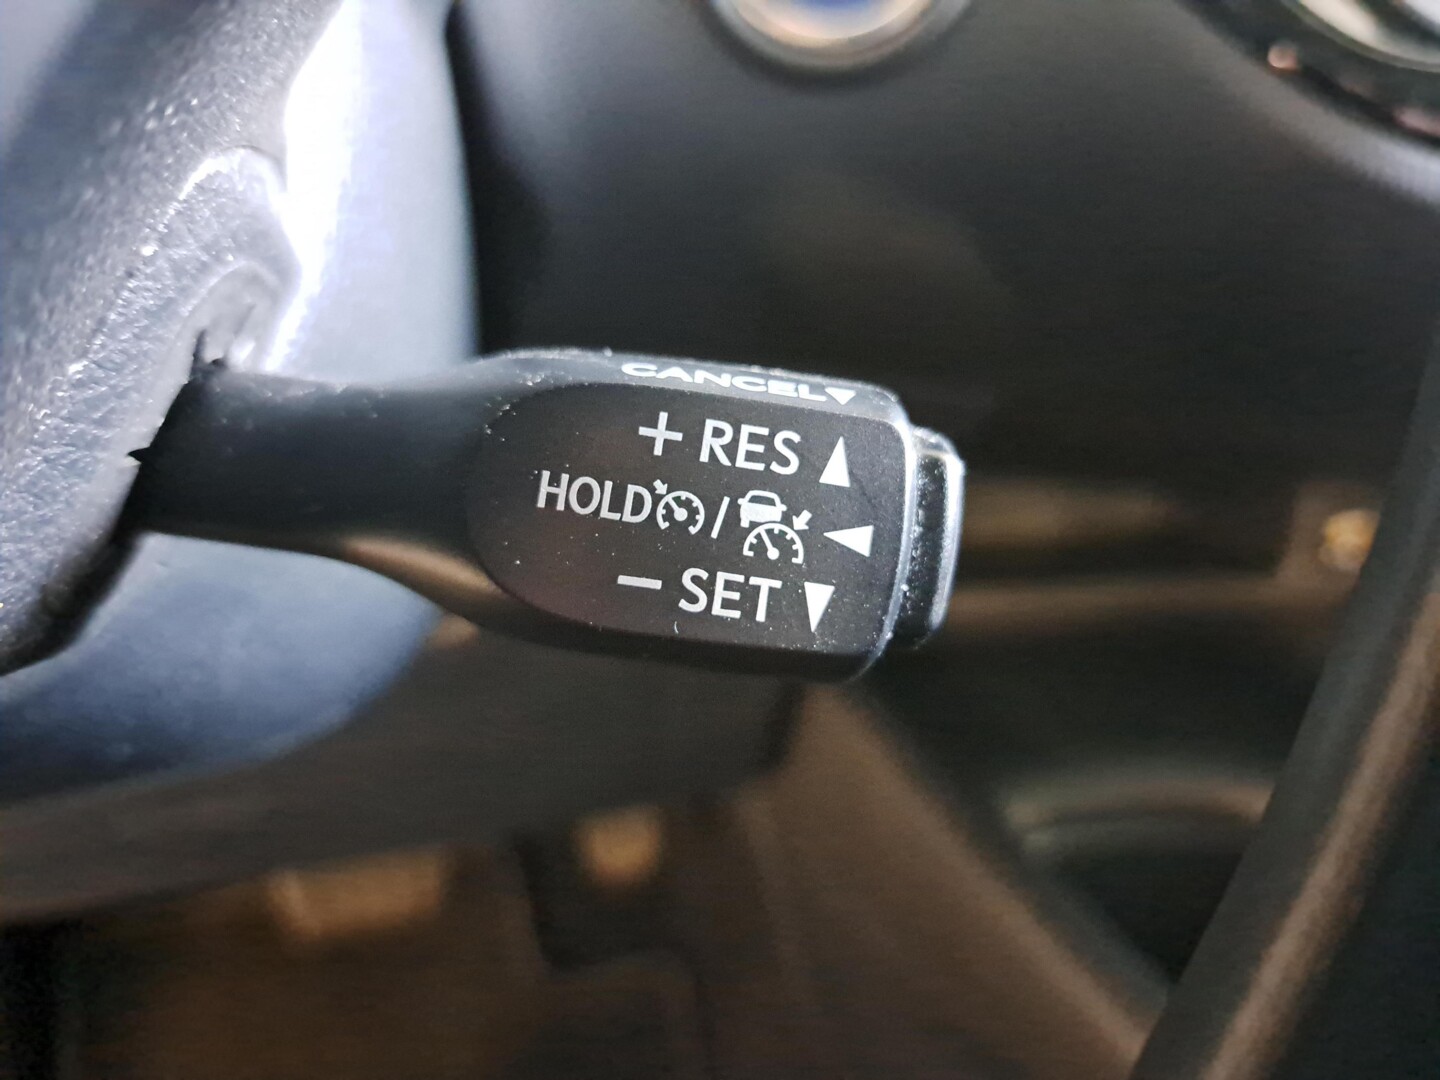 CANCEL
+ RES
HOLD /
- SET